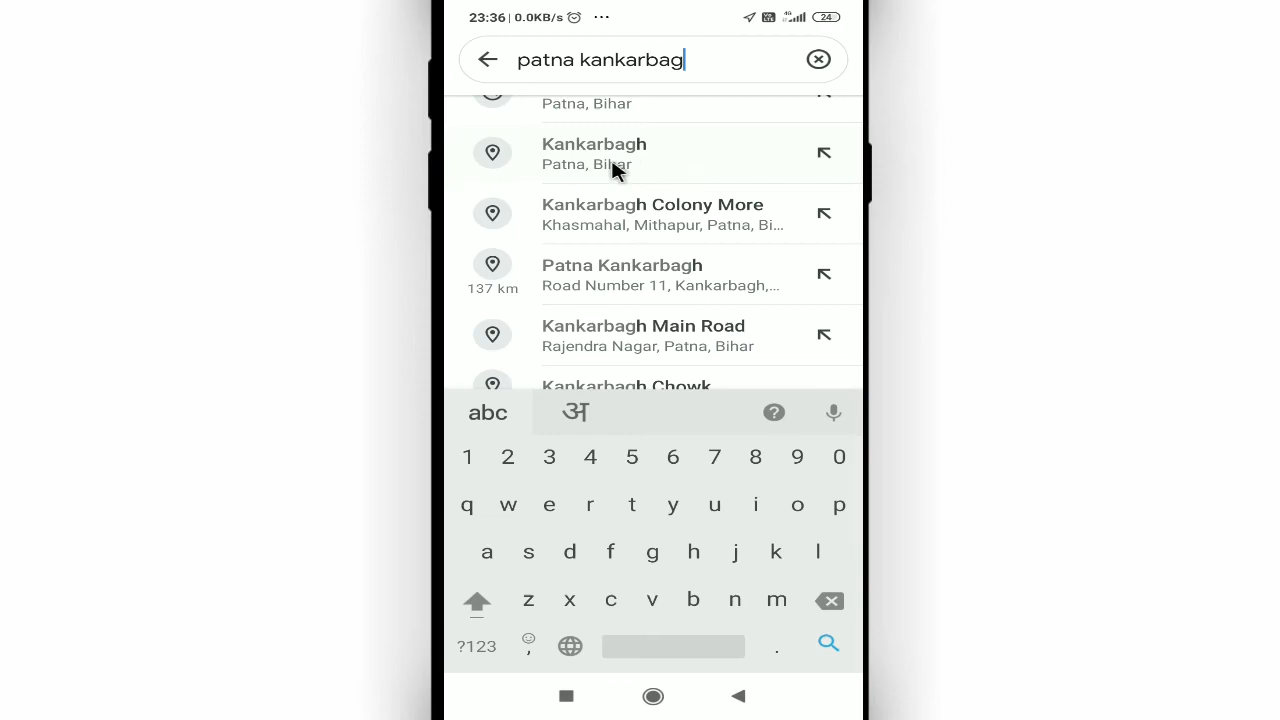 23:36 | 0.0KB/s ... 4G 24
patna kankarbag
Patna, Bihar
Kankarbagh
Patna, Bihar
Kankarbagh Colony More
Khasmahal, Mithapur, Patna, Bi...
Patna Kankarbagh
137 km Road Number 11, Kankarbagh,...
Kankarbagh Main Road
Rajendra Nagar, Patna, Bihar
Kankarbagh Chowk
abc अ ?
1 2 3 4 5 6 7 8 9 0
q w e r t y u i o p
a s d f g h j k l
z x c v b n m
?123 , .